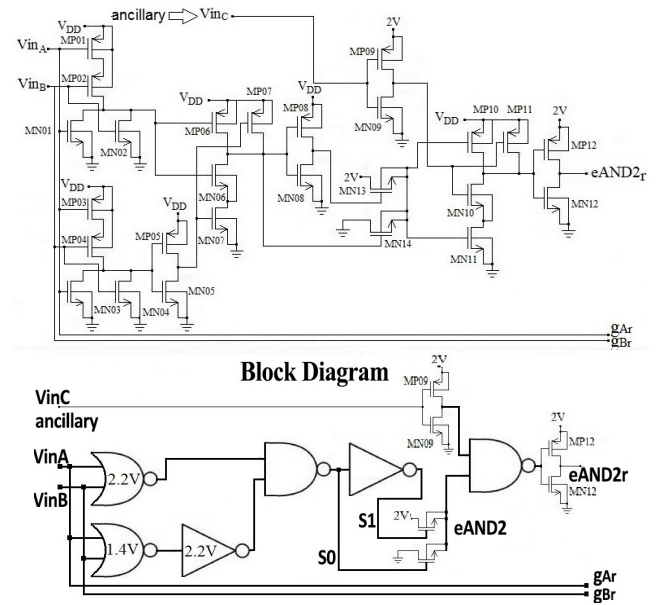 ancillary VinC
2V
VDD
MP01
VinA
MP09
MP02
VinB
VDD
MP07
VDD
MP08
MN09
VDD
MP10
MP11
2V
MN01
MN02
MP06
MP12
2V
MN13
eAND2r
VDD
MN06
MN08
MN10
MN12
MP03
VDD
MN07
MN14
MP04
MP05
MN11
MN05
MN03
MN04
gAr
gBr
Block Diagram
2V
MP09
VinC
ancillary
MN09
2V
MP12
VinA
2.2V
eAND2r
VinB
MN12
S1
2V
eAND2
1.4V
2.2V
S0
gAr
gBr